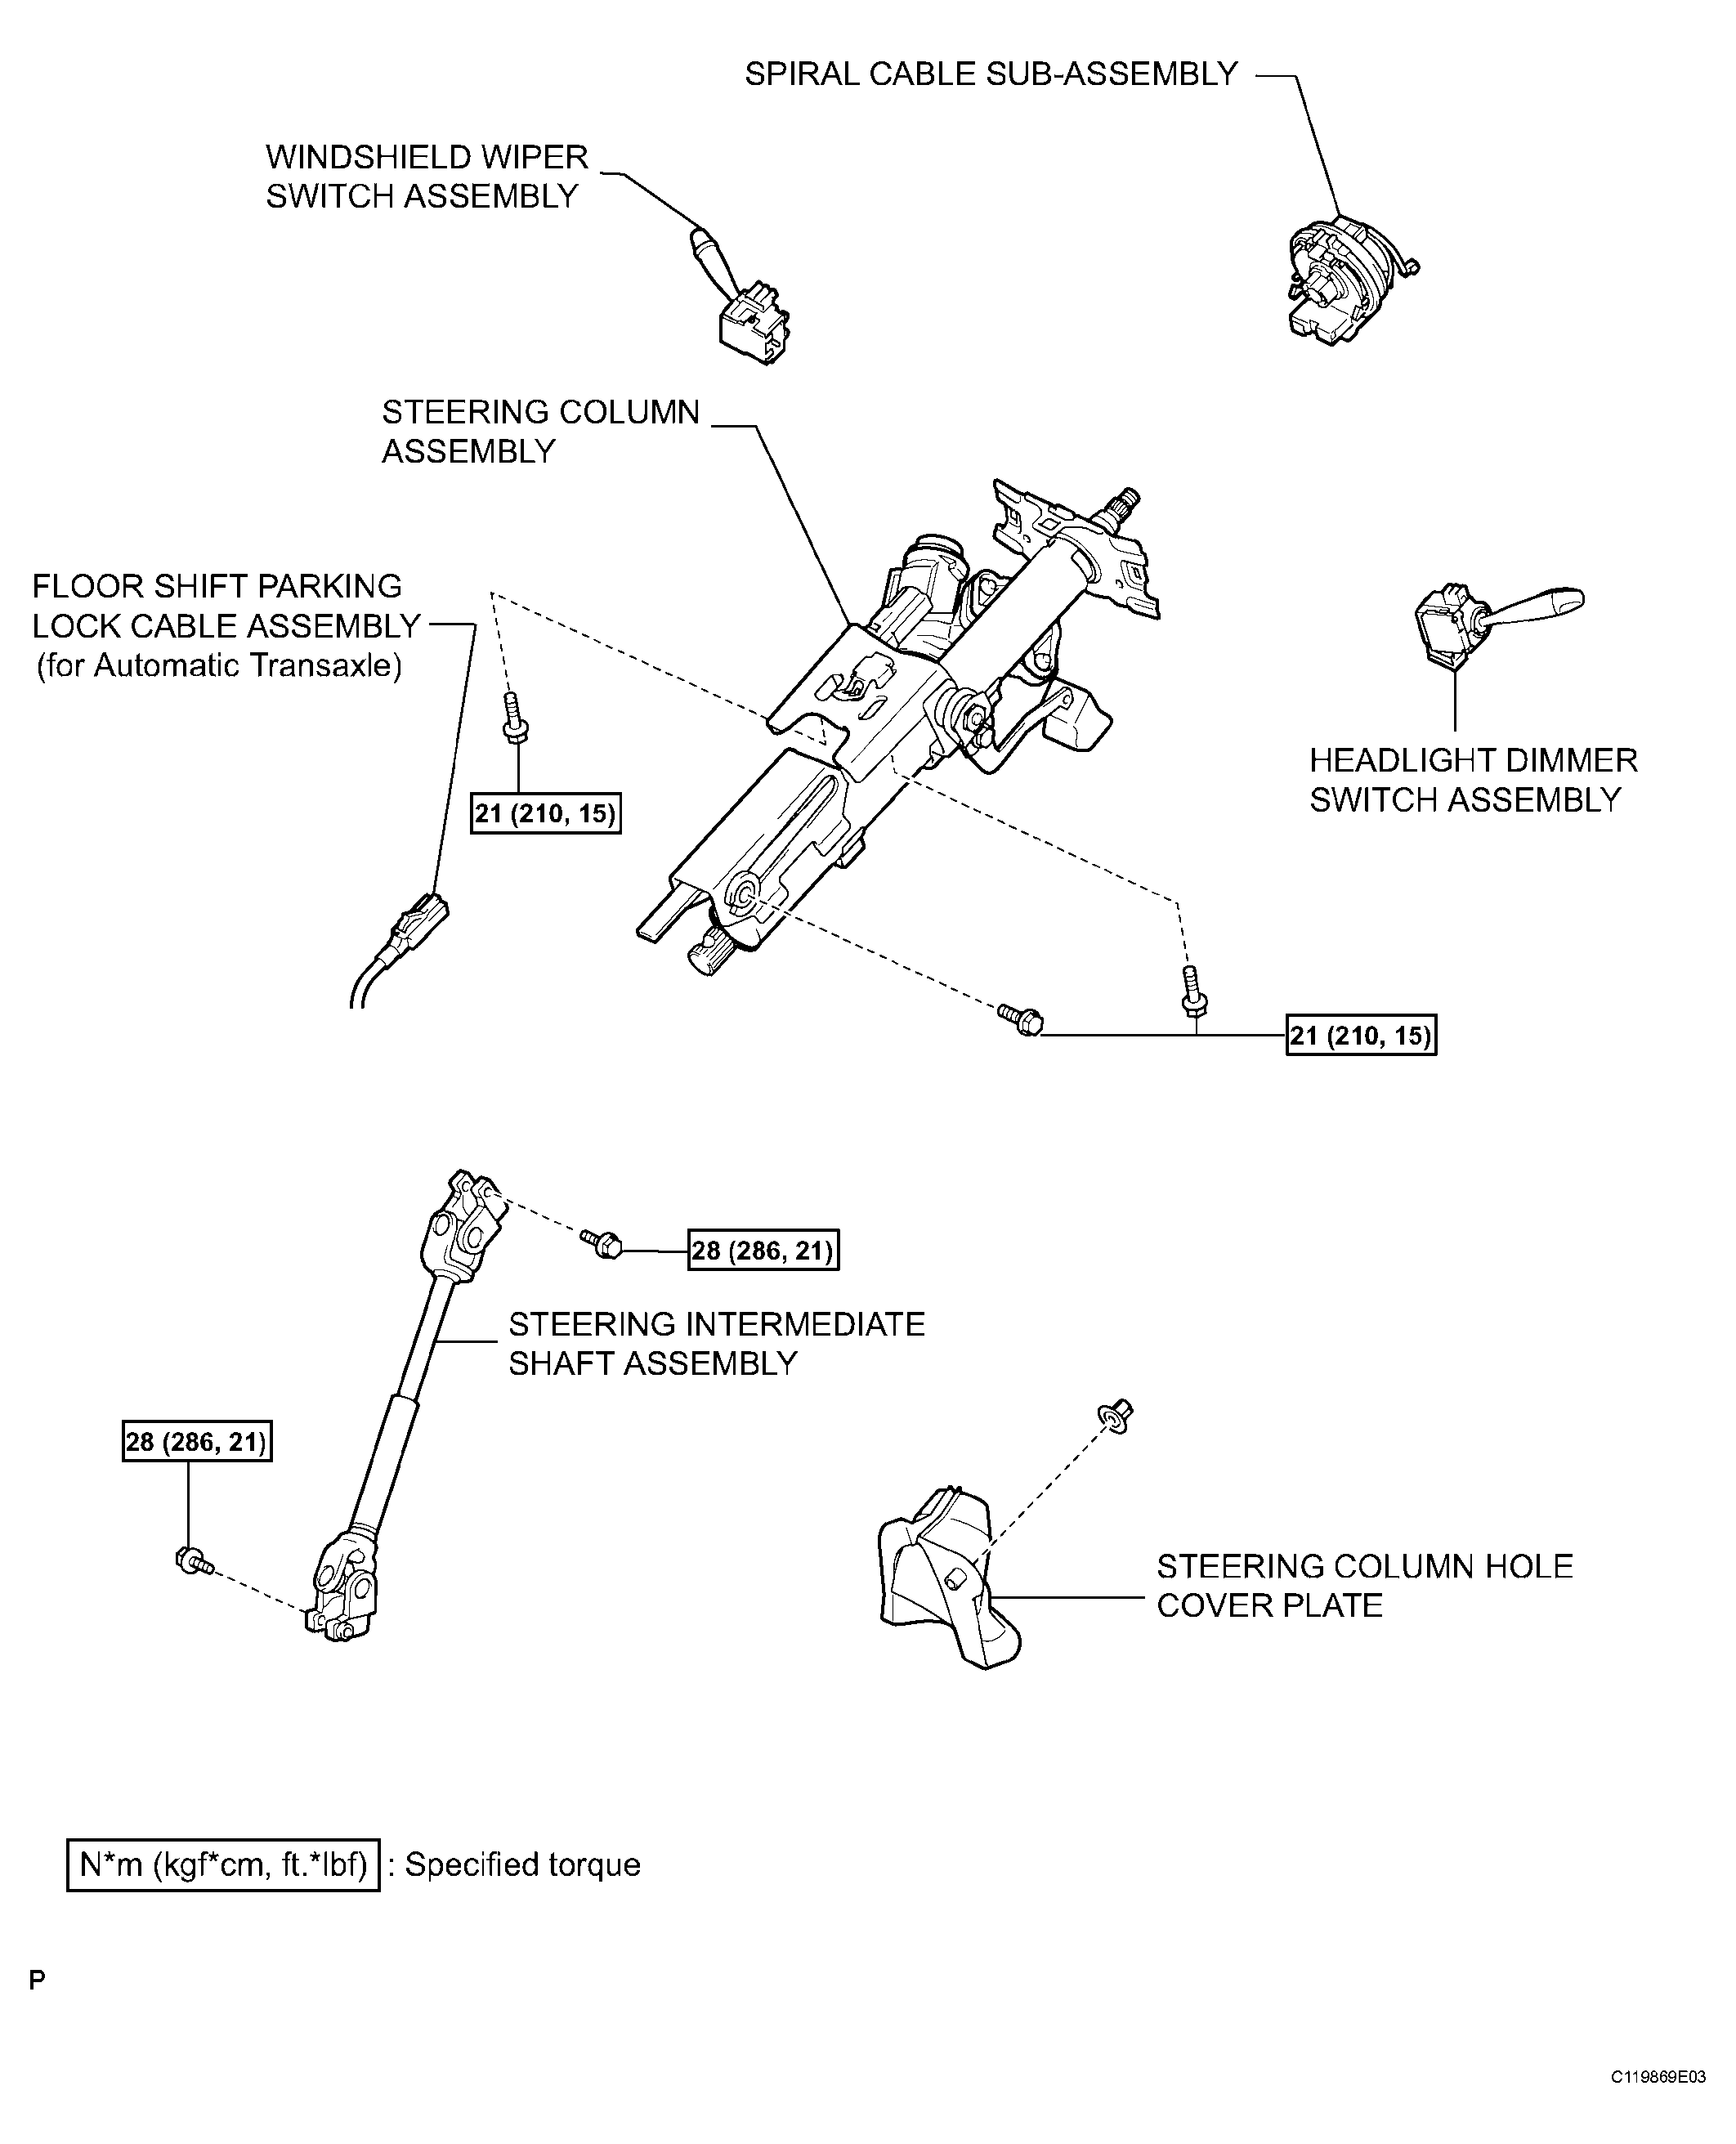 SPIRAL CABLE SUB-ASSEMBLY
WINDSHIELD WIPER
SWITCH ASSEMBLY
STEERING COLUMN
ASSEMBLY
FLOOR SHIFT PARKING
LOCK CABLE ASSEMBLY
(for Automatic Transaxle)
21 (210, 15)
HEADLIGHT DIMMER
SWITCH ASSEMBLY
21 (210, 15)
28 (286, 21)
STEERING INTERMEDIATE
SHAFT ASSEMBLY
28 (286, 21)
STEERING COLUMN HOLE
COVER PLATE
N*m (kgf*cm, ft.*lbf) : Specified torque
P
C119869E03